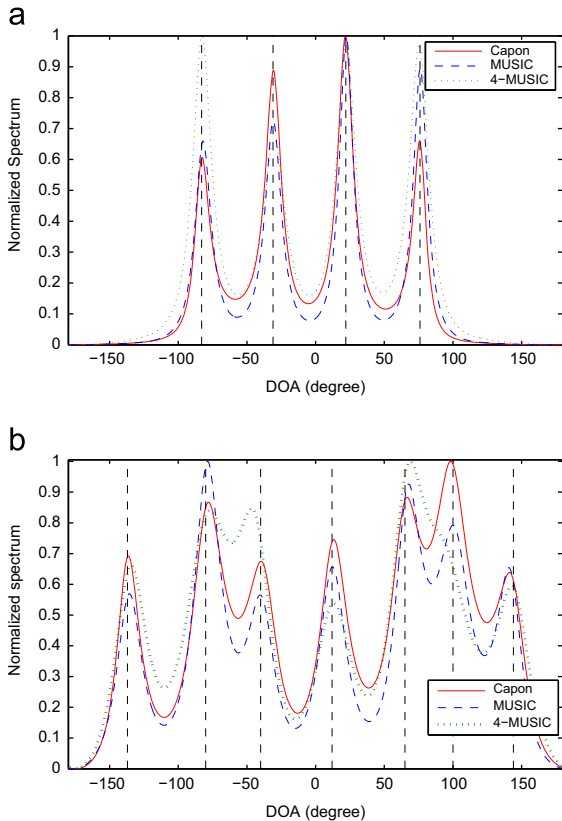 a
1
0.9
0.8
0.7
0.6
0.5
0.4
0.3
0.2
0.1
0
Normalized Spectrum
Capon
MUSIC
4−MUSIC
−150 −100 −50 0 50 100 150
DOA (degree)
b
1
0.9
0.8
0.7
0.6
0.5
0.4
0.3
0.2
0.1
0
Normalized spectrum
Capon
MUSIC
4−MUSIC
−150 −100 −50 0 50 100 150
DOA (degree)